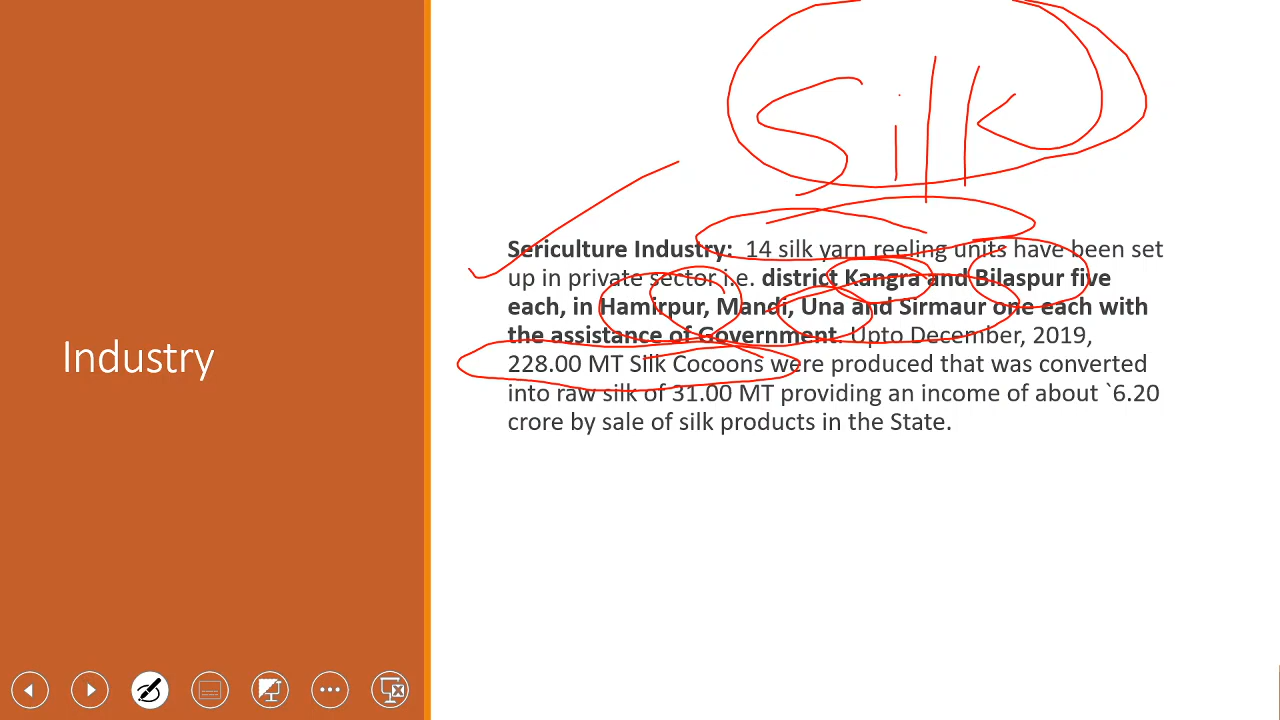 Silk
Sericulture Industry: 14 silk yarn reeling units have been set
up in private sector i.e. district Kangra and Bilaspur five
each, in Hamirpur, Mandi, Una and Sirmaur one each with
the assistance of Government. Upto December, 2019,
228.00 MT Silk Cocoons were produced that was converted
into raw silk of 31.00 MT providing an income of about `6.20
crore by sale of silk products in the State.
Industry